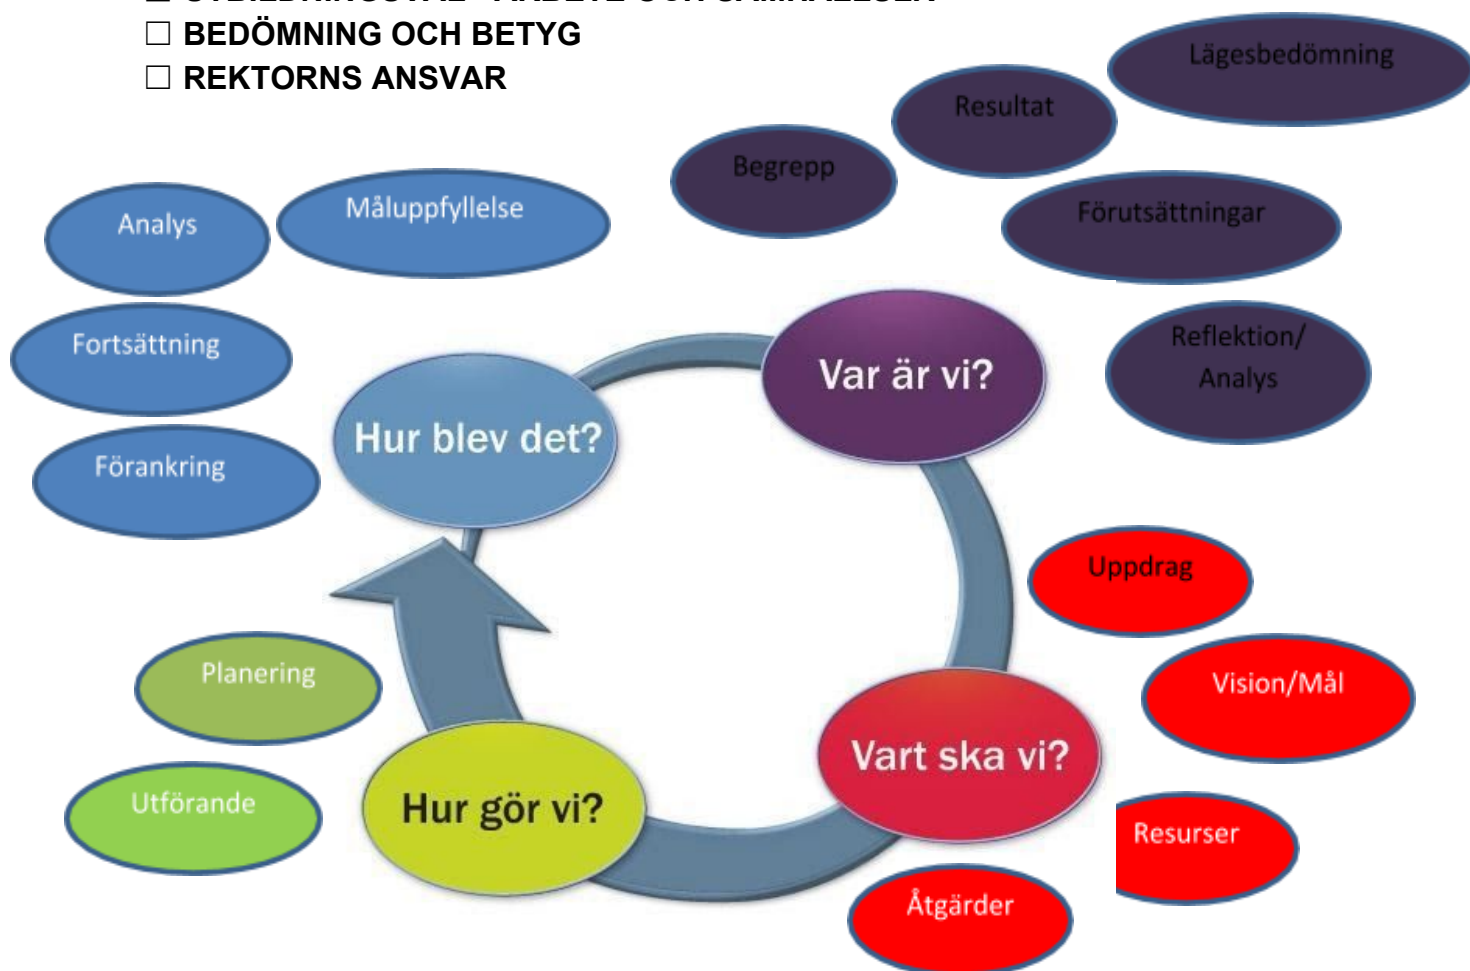 ☐ BEDÖMNING OCH BETYG
☐ REKTORNS ANSVAR
Lägesbedömning
Resultat
Begrepp
Förutsättningar
Måluppfyllelse
Analys
Fortsättning
Reflektion/
Analys
Var är vi?
Hur blev det?
Förankring
Uppdrag
Planering
Vision/Mål
Vart ska vi?
Utförande
Hur gör vi?
Resurser
Åtgärder